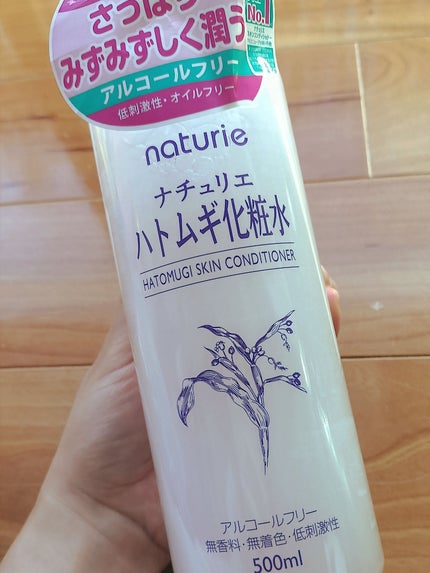 さっぱり
みずみずしく潤う
アルコールフリー
低刺激性・オイルフリー
No.1
naturie
ナチュリエ
ハトムギ化粧水
HATOMUGI SKIN CONDITIONER
アルコールフリー
無香料・無着色・低刺激性
500ml